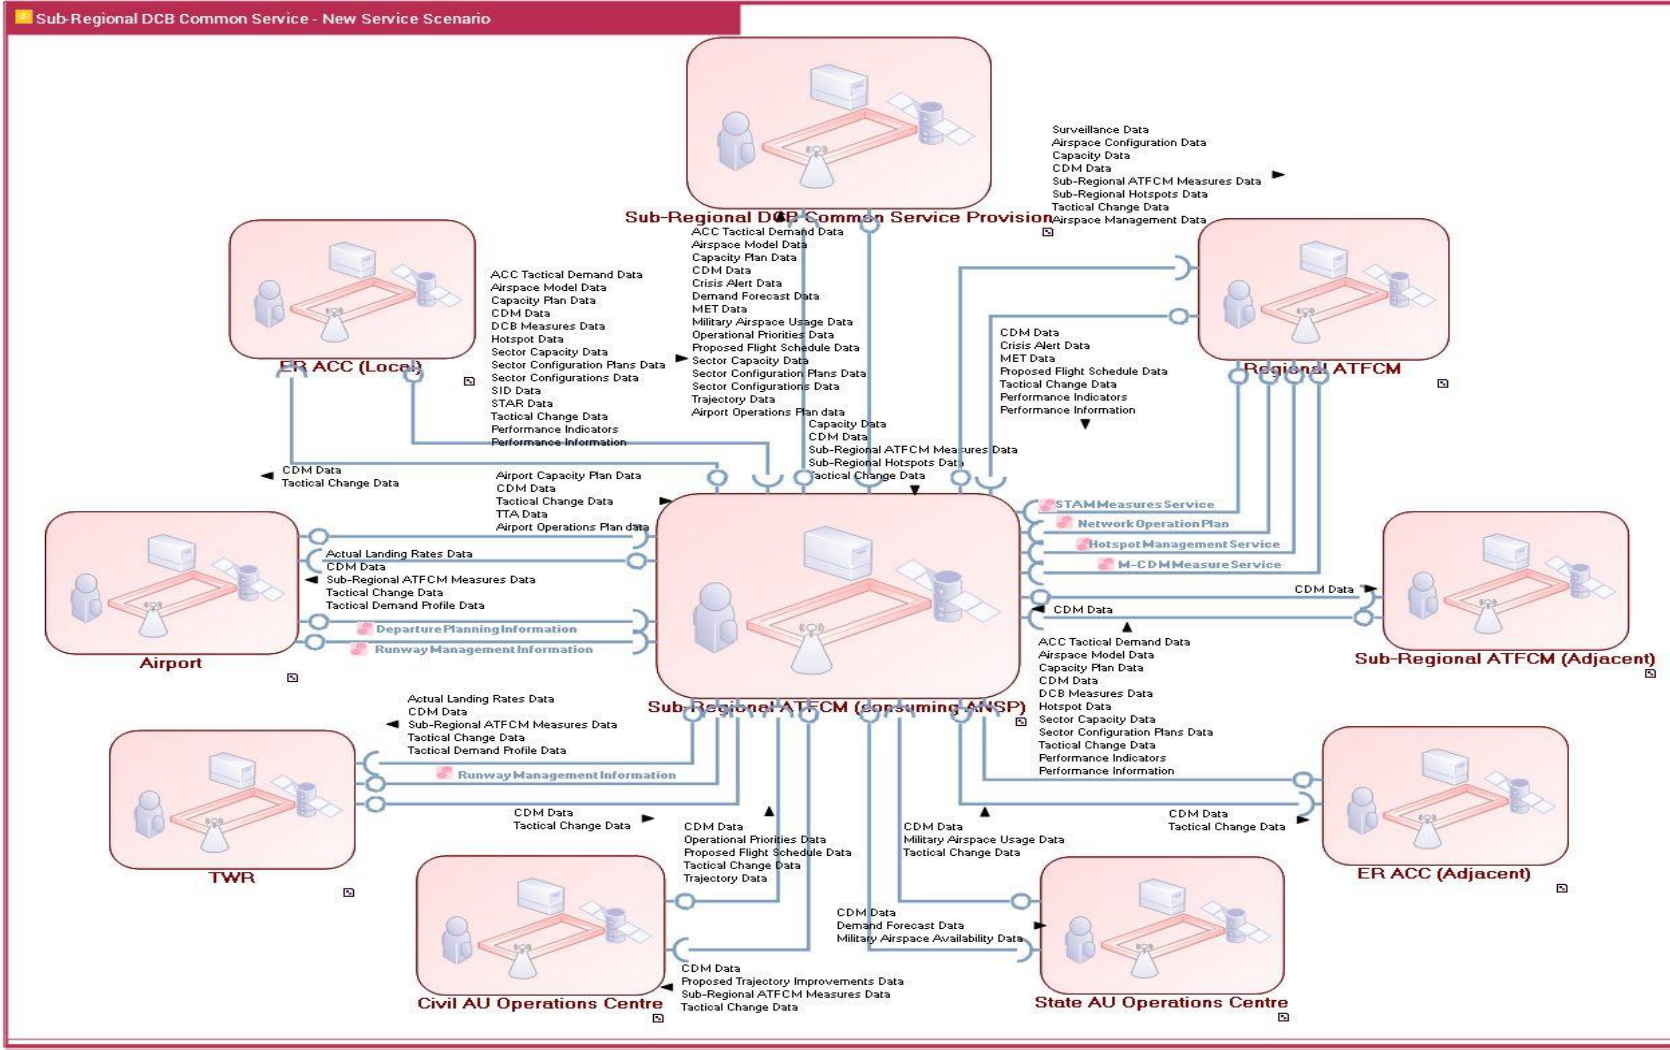 Sub-Regional DCB Common Service - New Service Scenario
Sub-Regional DCB Common Service Provision
Surveillance Data
Airspace Configuration Data
Capacity Data
CDM Data
Sub-Regional ATFCM Measures Data
Sub-Regional Hotspots Data
Tactical Change Data
Airspace Management Data
ACC Tactical Demand Data
Airspace Model Data
Capacity Plan Data
CDM Data
Crisis Alert Data
Demand Forecast Data
MET Data
Military Airspace Usage Data
Operational Priorities Data
Proposed Flight Schedule Data
Sector Capacity Data
Sector Configuration Plans Data
Sector Configurations Data
Trajectory Data
Airport Operations Plan data
ER ACC (Local)
ACC Tactical Demand Data
Airspace Model Data
Capacity Plan Data
CDM Data
DCB Measures Data
Hotspot Data
Sector Capacity Data
Sector Configuration Plans Data
Sector Configurations Data
SID Data
STAR Data
Tactical Change Data
Performance Indicators
Performance Information
CDM Data
Crisis Alert Data
MET Data
Proposed Flight Schedule Data
Tactical Change Data
Performance Indicators
Performance Information
Regional ATFCM
Capacity Data
CDM Data
Sub-Regional ATFCM Measures Data
Sub-Regional Hotspots Data
Tactical Change Data
CDM Data
Tactical Change Data
Airport Capacity Plan Data
CDM Data
Tactical Change Data
TTA Data
Airport Operations Plan data
STAM Measures Service
Network Operation Plan
Hotspot Management Service
M-CDM Measure Service
Actual Landing Rates Data
CDM Data
Sub-Regional ATFCM Measures Data
Tactical Change Data
Tactical Demand Profile Data
Departure Planning Information
Runway Management Information
Airport
CDM Data
CDM Data
Sub-Regional ATFCM (Adjacent)
Sub-Regional ATFCM (consuming ANSP)
ACC Tactical Demand Data
Airspace Model Data
Capacity Plan Data
CDM Data
DCB Measures Data
Hotspot Data
Sector Capacity Data
Sector Configuration Plans Data
Tactical Change Data
Performance Indicators
Performance Information
Actual Landing Rates Data
CDM Data
Sub-Regional ATFCM Measures Data
Tactical Change Data
Tactical Demand Profile Data
Runway Management Information
CDM Data
Tactical Change Data
TWR
CDM Data
Operational Priorities Data
Proposed Flight Schedule Data
Tactical Change Data
Trajectory Data
CDM Data
Military Airspace Usage Data
Tactical Change Data
CDM Data
Tactical Change Data
ER ACC (Adjacent)
CDM Data
Demand Forecast Data
Military Airspace Availability Data
CDM Data
Proposed Trajectory Improvements Data
Sub-Regional ATFCM Measures Data
Tactical Change Data
Civil AU Operations Centre
State AU Operations Centre